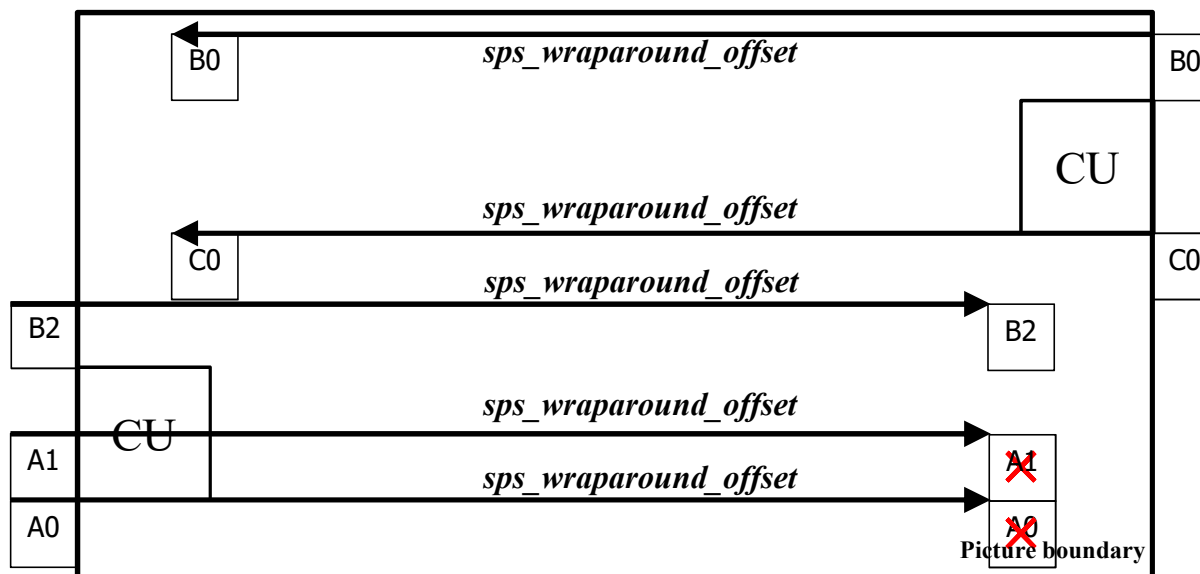 sps_wraparound_offset
B0
B0
CU
sps_wraparound_offset
C0
C0
sps_wraparound_offset
B2
B2
sps_wraparound_offset
CU
A1
A1
sps_wraparound_offset
A0
A0
Picture boundary